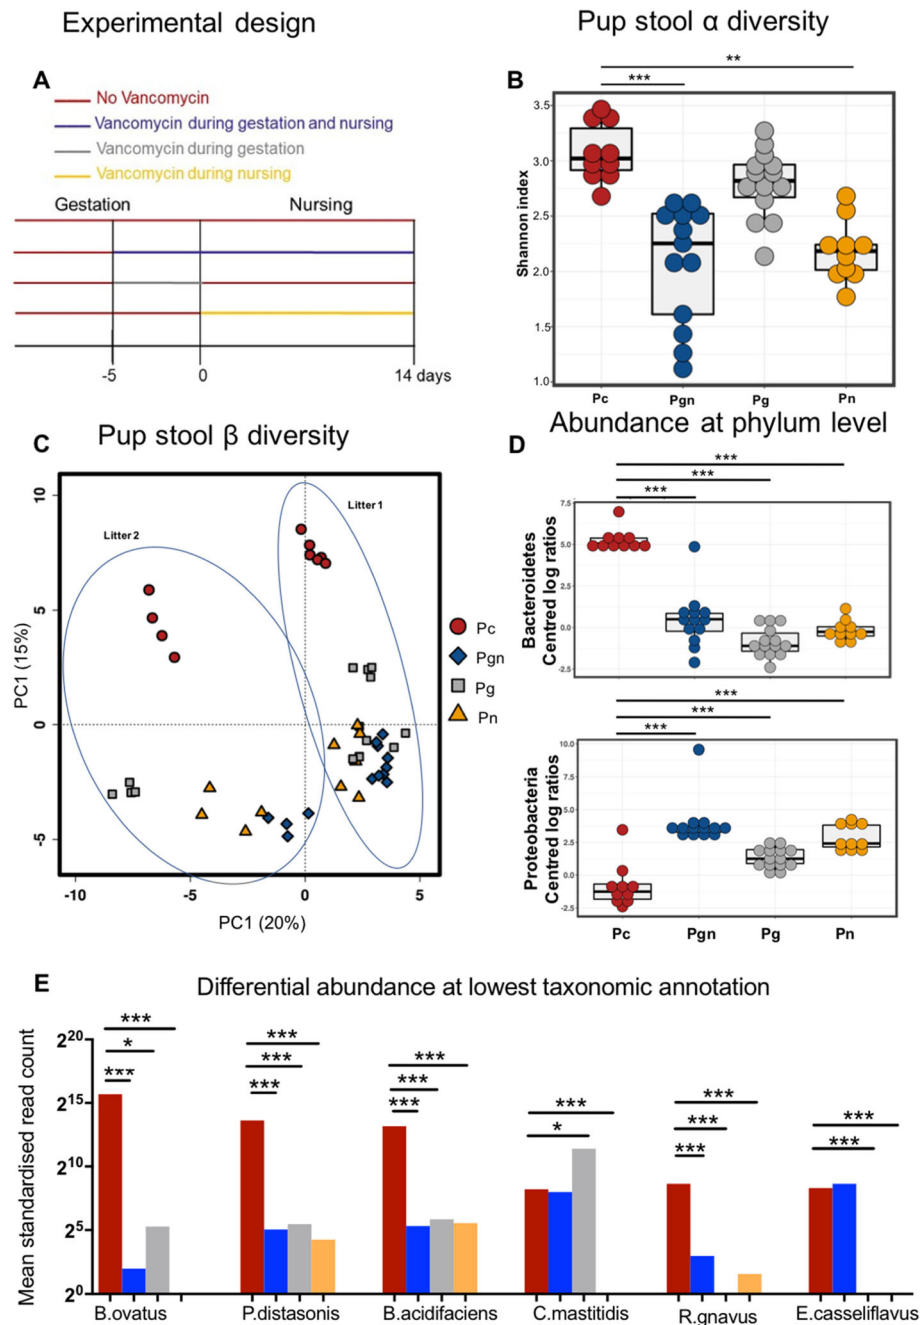 Experimental design
Pup stool α diversity
A
No Vancomycin
Vancomycin during gestation and nursing
Vancomycin during gestation
Vancomycin during nursing
Gestation
Nursing
-5
0
14 days
B
**
***
Shannon index
3.5
3.0
2.5
2.0
1.5
1.0
Pc
Pgn
Pg
Pn
C
Pup stool β diversity
PC1 (15%)
10
5
0
-5
Litter 1
Litter 2
Pc
Pgn
Pg
Pn
-10
-5
0
5
PC1 (20%)
Abundance at phylum level
D
***
***
***
Bacteroidetes
Centred log ratios
7.5
5.0
2.5
0.0
-2.5
***
***
***
Proteobacteria
Centred log ratios
10.0
7.5
5.0
2.5
0.0
-2.5
Pc
Pgn
Pg
Pn
E
Differential abundance at lowest taxonomic annotation
Mean standardised read count
2^20
2^15
2^10
2^5
2^0
***
*
***
***
***
***
***
***
***
***
*
***
***
***
***
***
B.ovatus
P.distasonis
B.acidifaciens
C.mastitidis
R.gnavus
E.casseliflavus